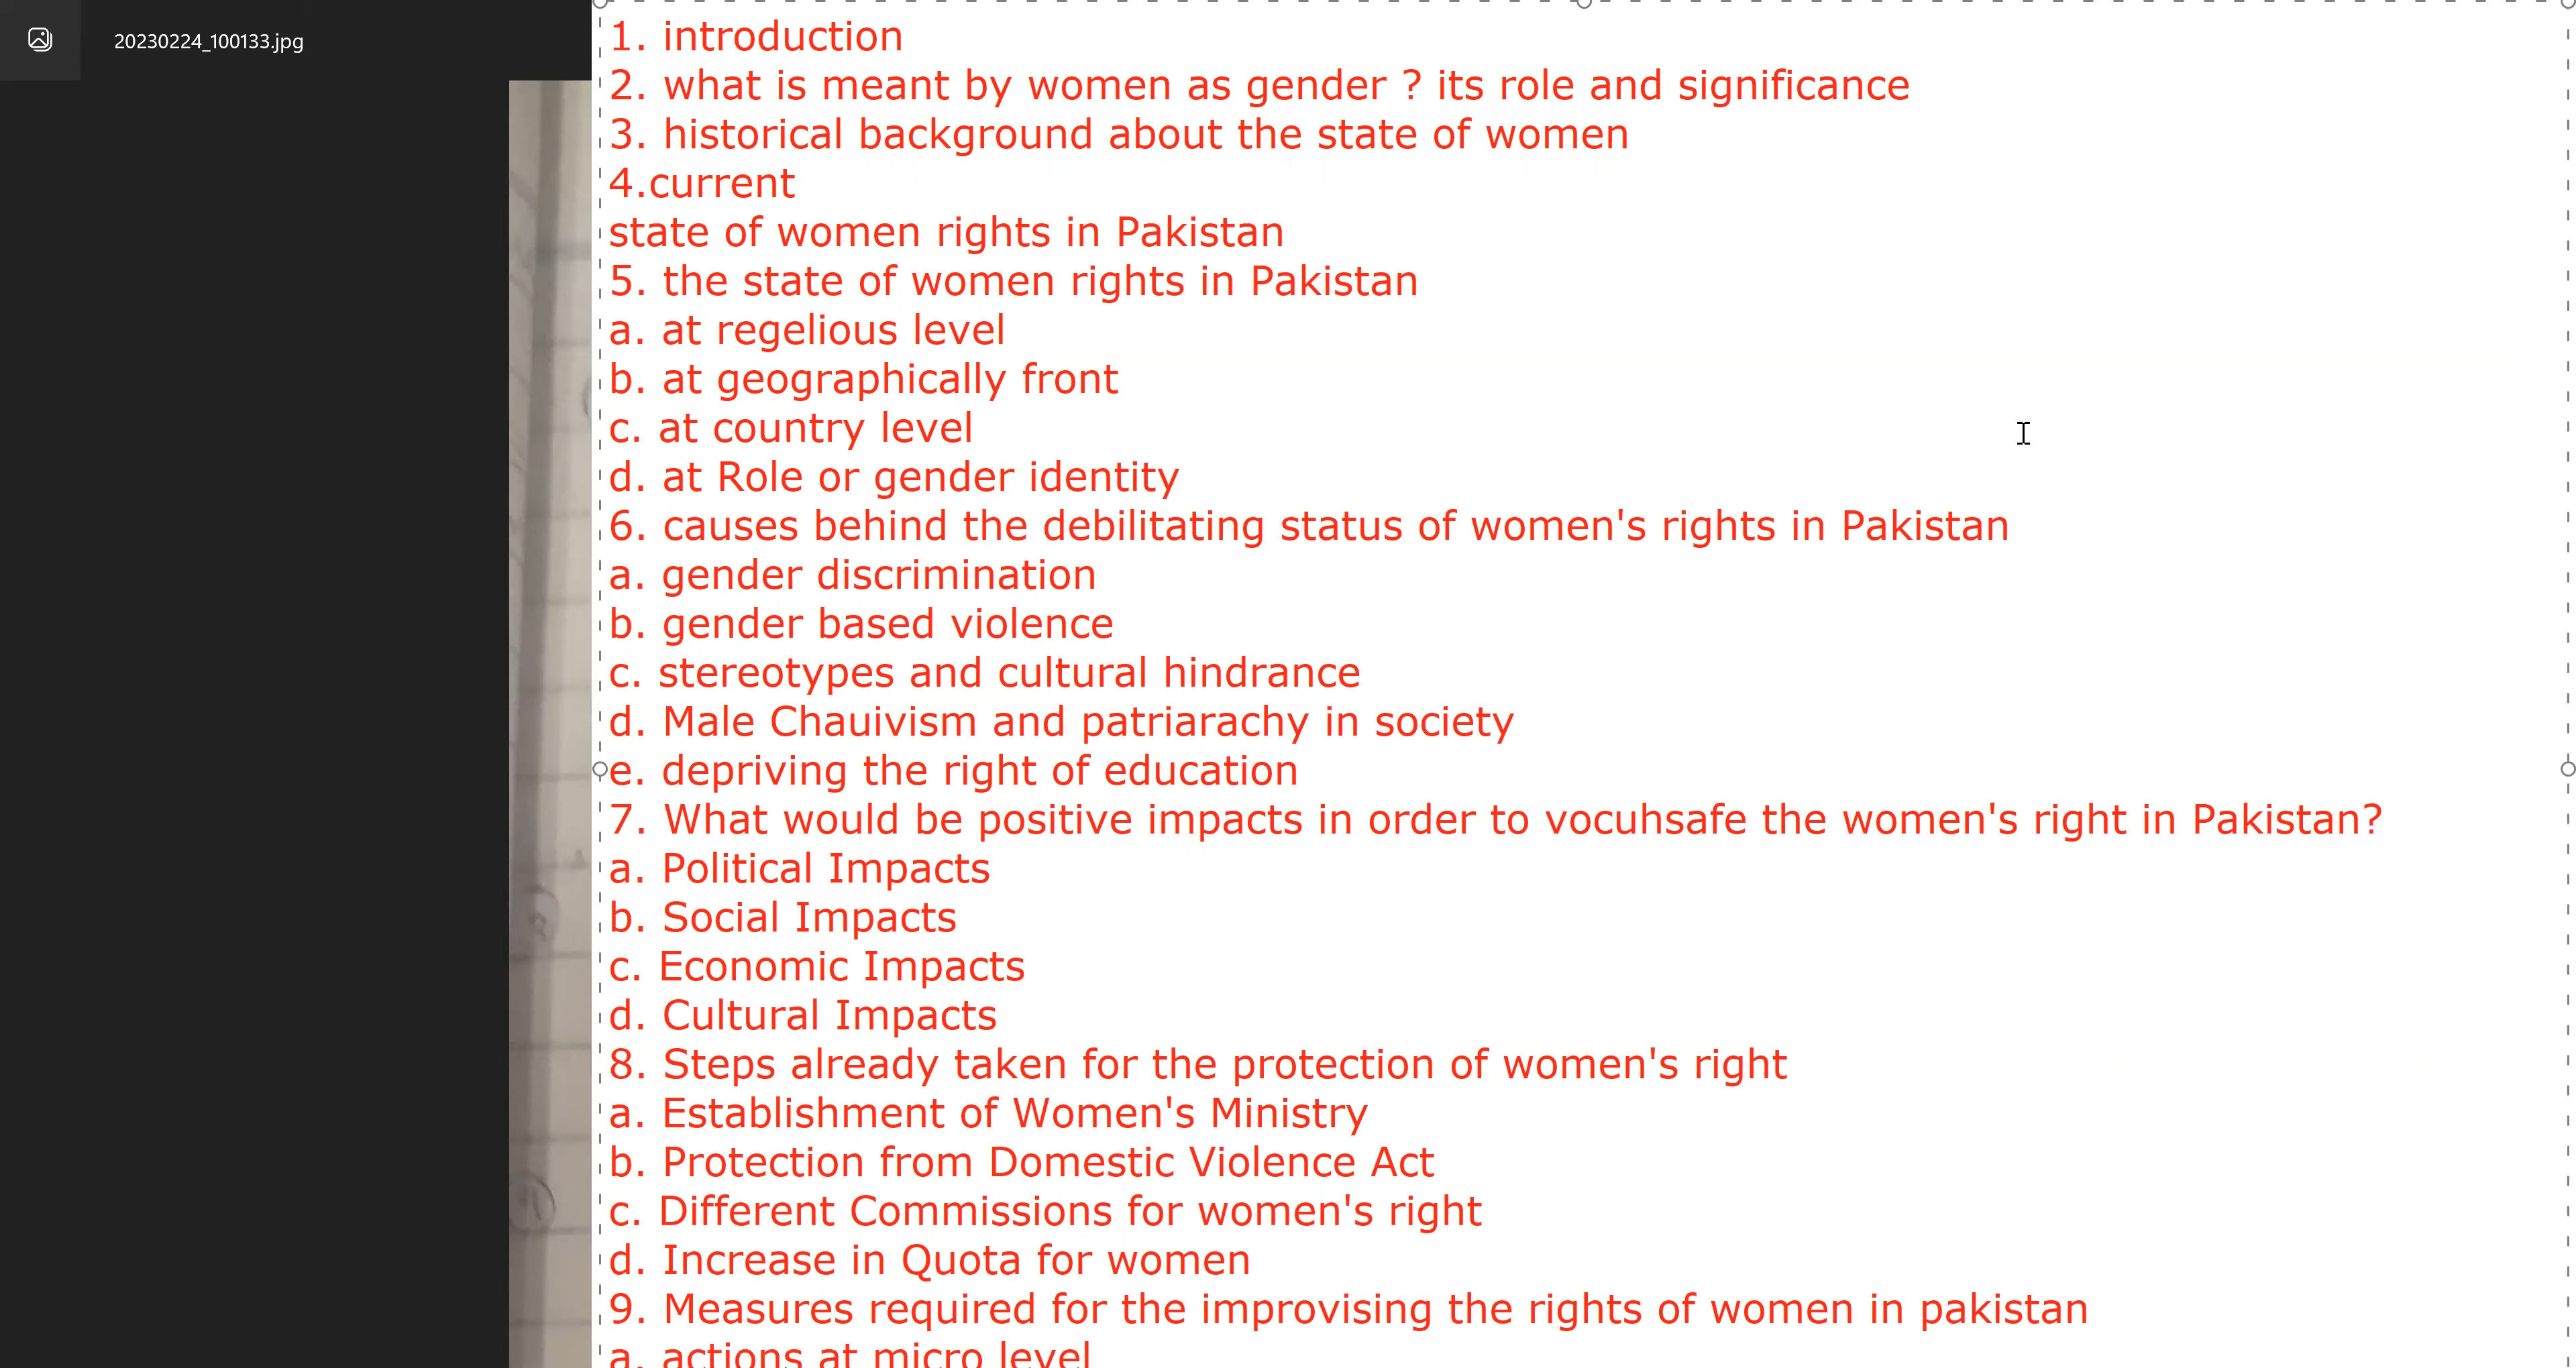 20230224_100133.jpg
1. introduction
2. what is meant by women as gender ? its role and significance
3. historical background about the state of women
4.current
state of women rights in Pakistan
5. the state of women rights in Pakistan
a. at regelious level
b. at geographically front
c. at country level
d. at Role or gender identity
6. causes behind the debilitating status of women's rights in Pakistan
a. gender discrimination
b. gender based violence
c. stereotypes and cultural hindrance
d. Male Chauivism and patriarachy in society
e. depriving the right of education
7. What would be positive impacts in order to vocuhsafe the women's right in Pakistan?
a. Political Impacts
b. Social Impacts
c. Economic Impacts
d. Cultural Impacts
8. Steps already taken for the protection of women's right
a. Establishment of Women's Ministry
b. Protection from Domestic Violence Act
c. Different Commissions for women's right
d. Increase in Quota for women
9. Measures required for the improvising the rights of women in pakistan
a. actions at micro level